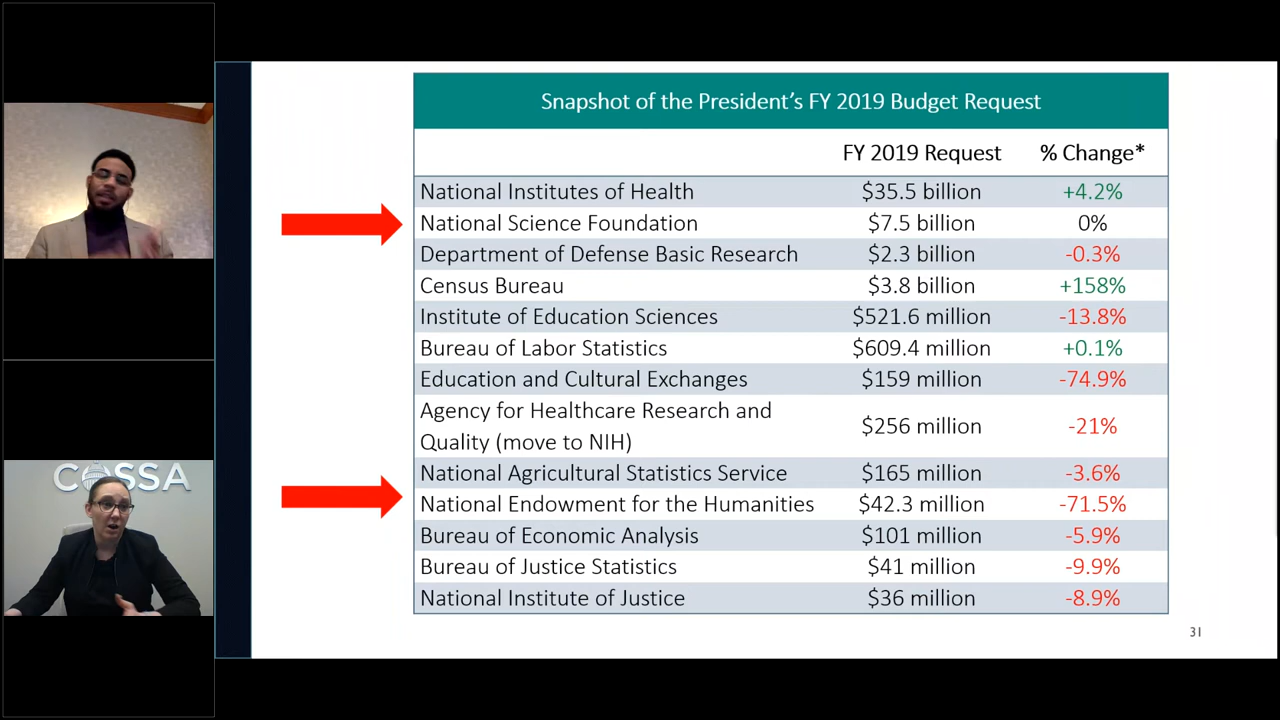 COSSA
Snapshot of the President's FY 2019 Budget Request
FY 2019 Request % Change*
National Institutes of Health $35.5 billion +4.2%
National Science Foundation $7.5 billion 0%
Department of Defense Basic Research $2.3 billion -0.3%
Census Bureau $3.8 billion +158%
Institute of Education Sciences $521.6 million -13.8%
Bureau of Labor Statistics $609.4 million +0.1%
Education and Cultural Exchanges $159 million -74.9%
Agency for Healthcare Research and
Quality (move to NIH) $256 million -21%
National Agricultural Statistics Service $165 million -3.6%
National Endowment for the Humanities $42.3 million -71.5%
Bureau of Economic Analysis $101 million -5.9%
Bureau of Justice Statistics $41 million -9.9%
National Institute of Justice $36 million -8.9%
31